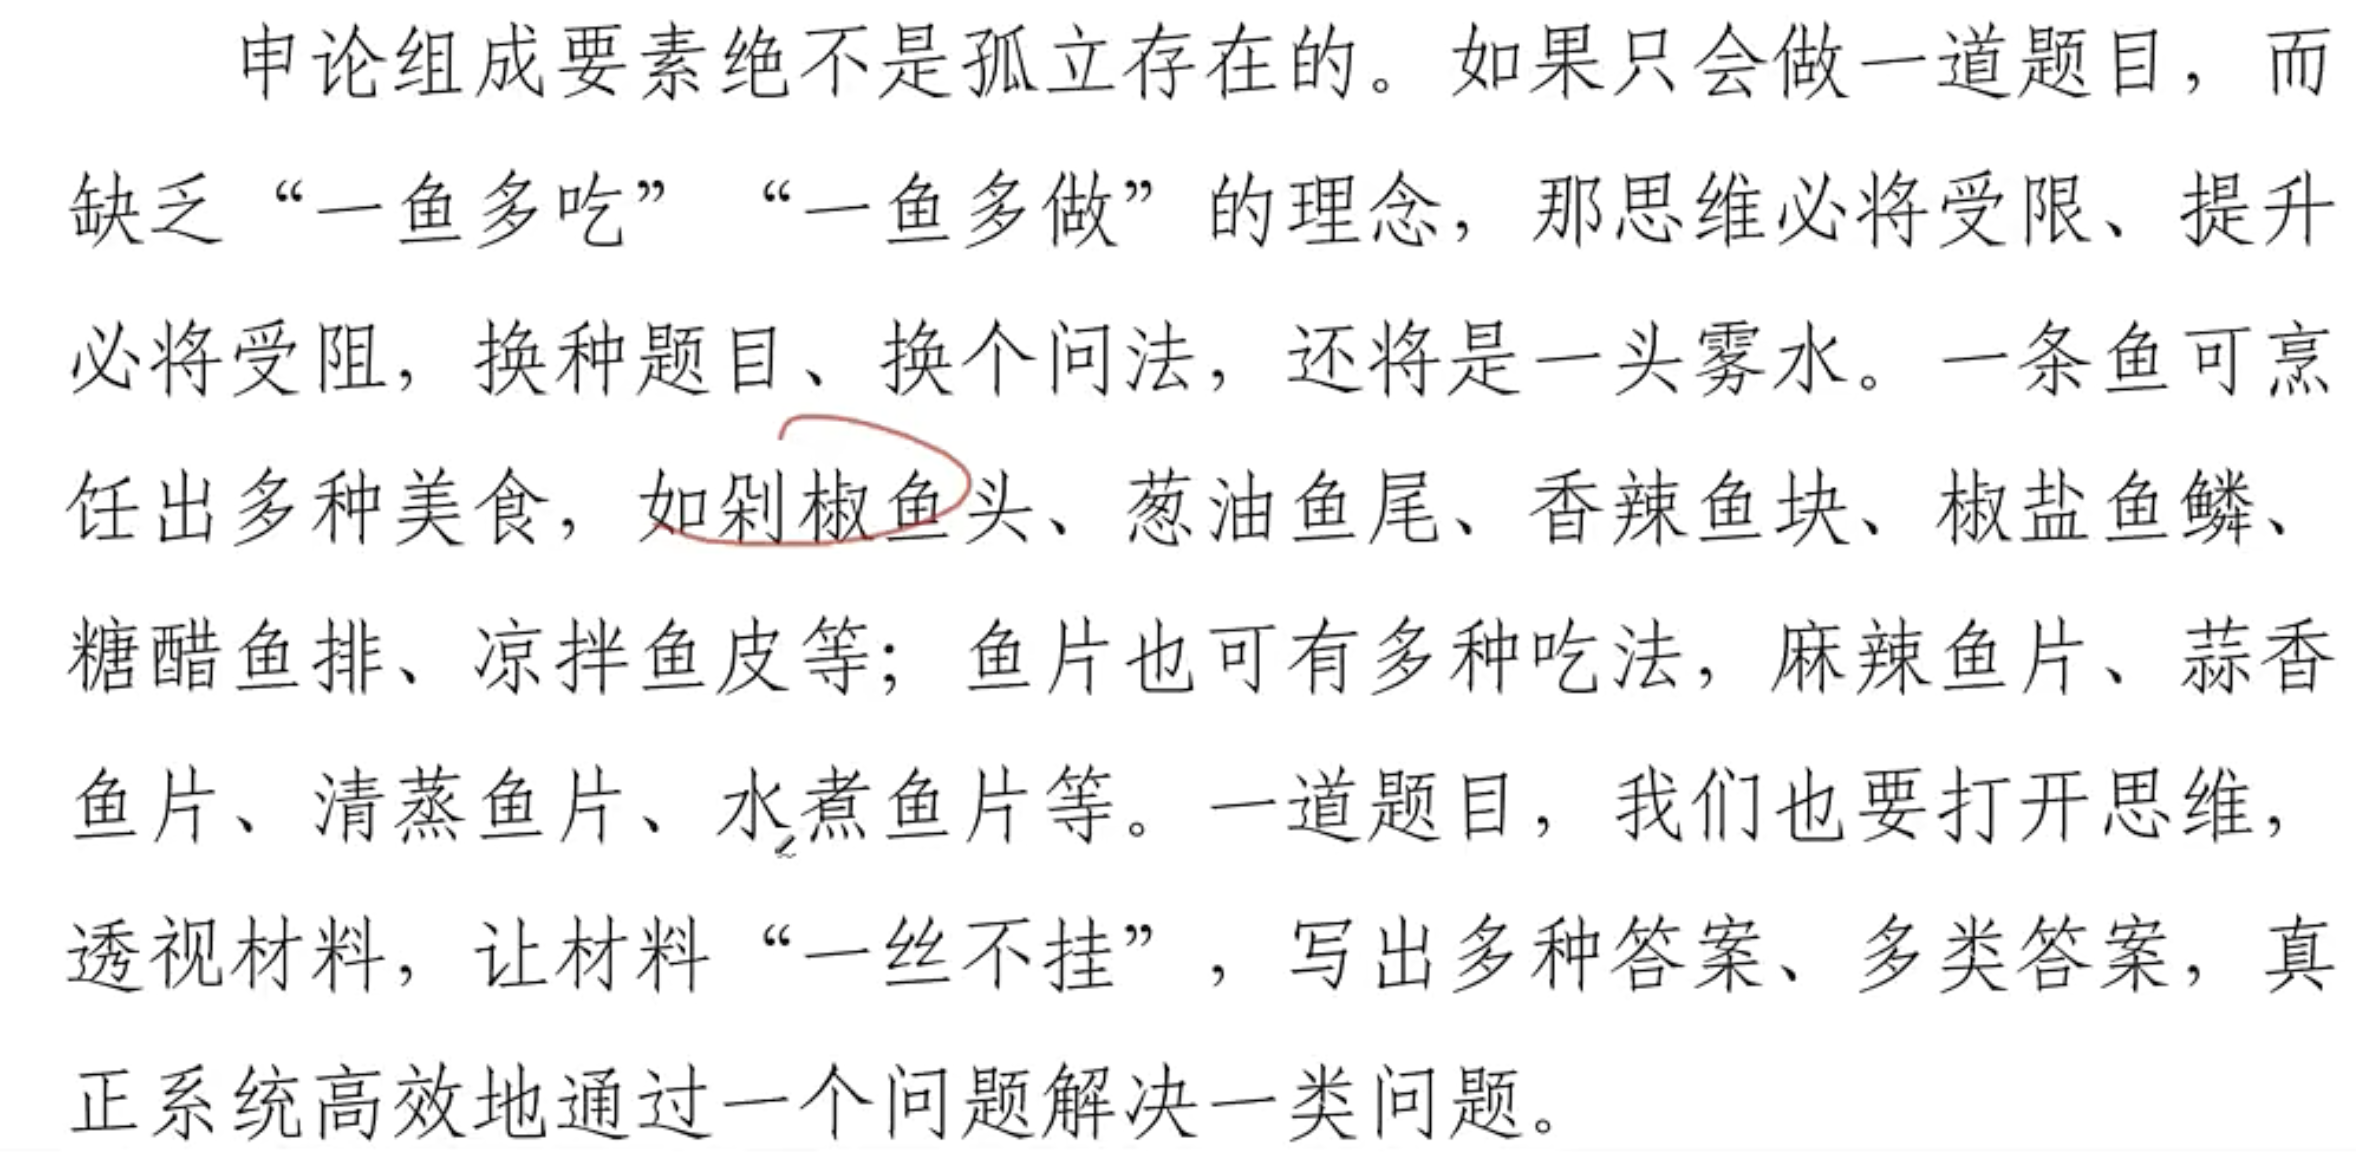 申论组成要素绝不是孤立存在的。如果只会做一道题目，而
缺乏“一鱼多吃”“一鱼多做”的理念，那思维必将受限、提升
必将受阻，换种题目、换个问法，还将是一头雾水。一条鱼可烹
饪出多种美食，如剁椒鱼头、葱油鱼尾、香辣鱼块、椒盐鱼鳞、
糖醋鱼排、凉拌鱼皮等；鱼片也可有多种吃法，麻辣鱼片、蒜香
鱼片、清蒸鱼片、水煮鱼片等。一道题目，我们也要打开思维，
透视材料，让材料“一丝不挂”，写出多种答案、多类答案，真
正系统高效地通过一个问题解决一类问题。